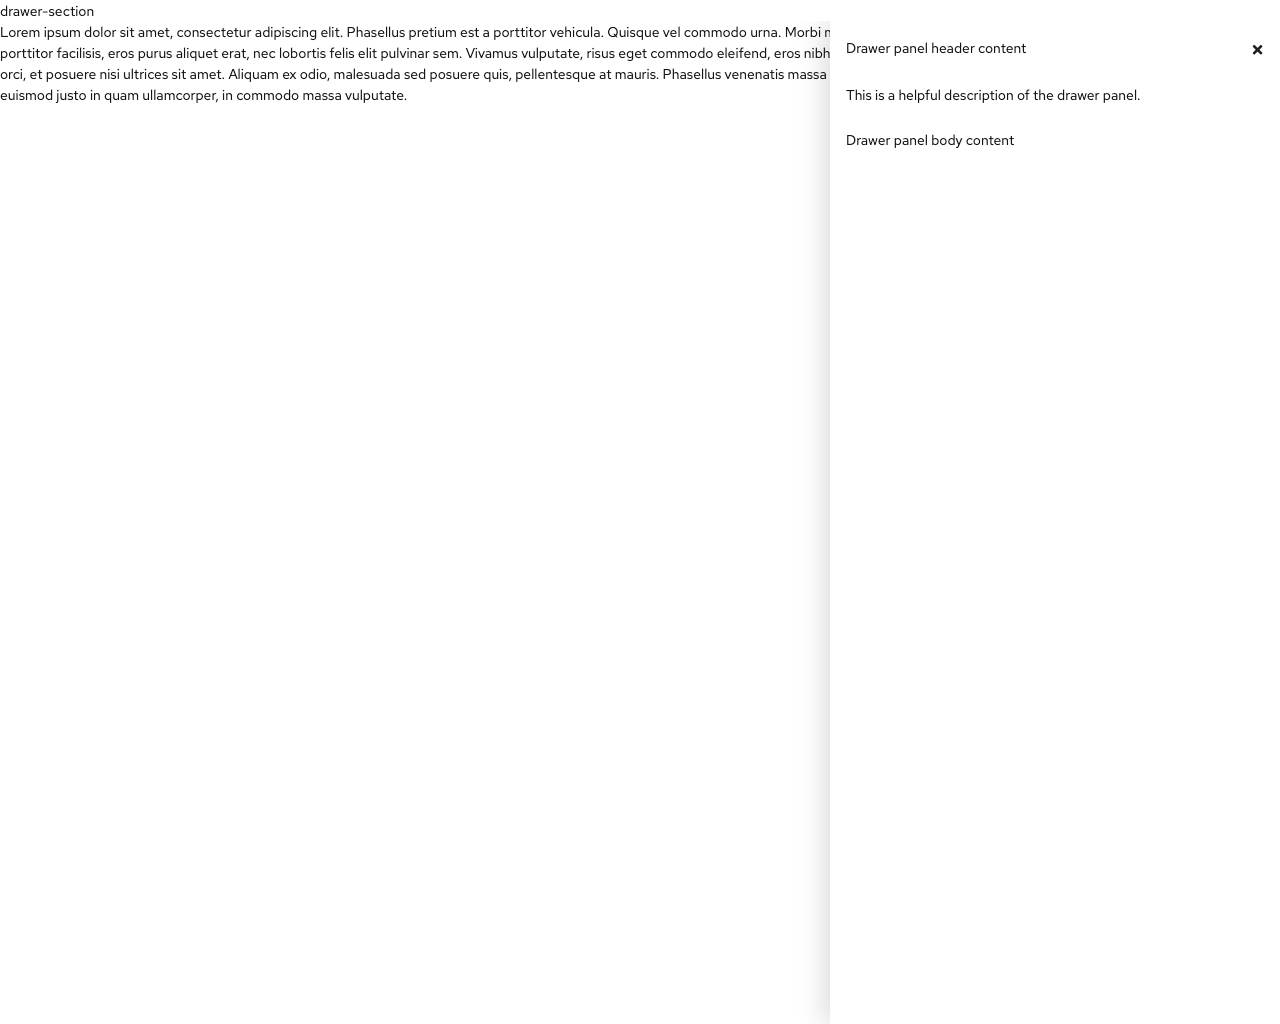 drawer-section
Lorem ipsum dolor sit amet, consectetur adipiscing elit. Phasellus pretium est a porttitor vehicula. Quisque vel commodo urna. Morbi
porttitor facilisis, eros purus aliquet erat, nec lobortis felis elit pulvinar sem. Vivamus vulputate, risus eget commodo eleifend, eros nibh
orci, et posuere nisi ultrices sit amet. Aliquam ex odio, malesuada sed posuere quis, pellentesque at mauris. Phasellus venenatis massa
euismod justo in quam ullamcorper, in commodo massa vulputate.
Drawer panel header content
This is a helpful description of the drawer panel.
Drawer panel body content